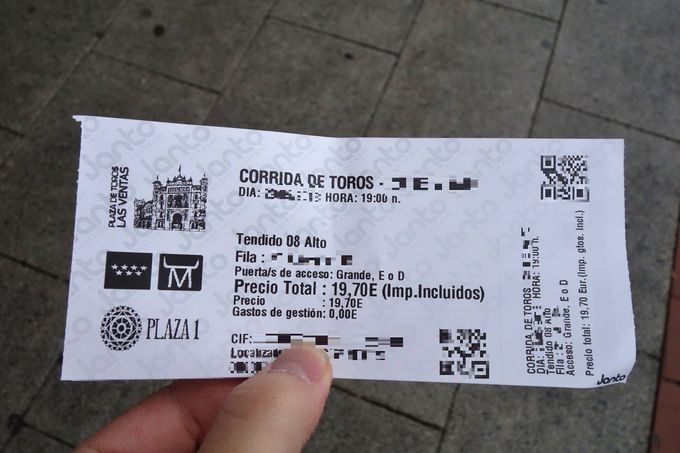 PLAZA DE TOROS
LAS VENTAS
CORRIDA DE TOROS -
DIA: HORA: 19:00 h.
Tendido 08 Alto
Fila :
Puerta/s de acceso: Grande, E o D
Precio Total : 19,70E (Imp.Incluidos)
Precio : 19,70E
Gastos de gestión: 0,00E
CIF:
PLAZA 1
CORRIDA DE TOROS
DIA: HORA: 19:00 h.
Tendido 08 Alto
Fila :
Acceso: Grande, E o D
Precio total: 19,70 Eur.(Imp. gtos. Incl.)
Janto